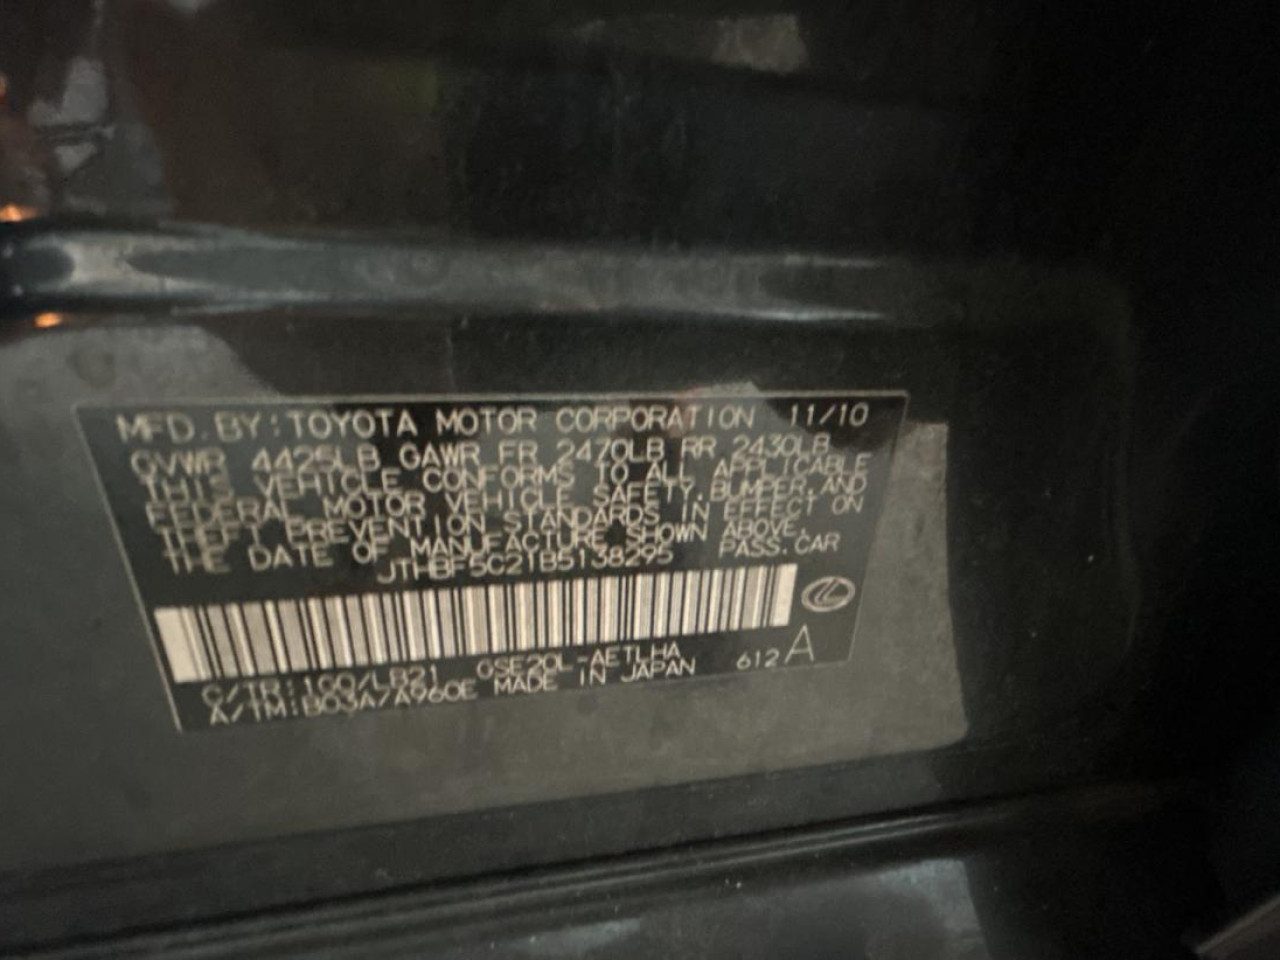 MFD. BY: TOYOTA MOTOR CORPORATION 11/10
GVWR 4425LB GAWR FR 2470LB RR 2430LB
THIS VEHICLE CONFORMS TO ALL APPLICABLE
FEDERAL MOTOR VEHICLE SAFETY, BUMPER, AND
THEFT PREVENTION STANDARDS IN EFFECT ON
THE DATE OF MANUFACTURE SHOWN ABOVE.
JTHBF5C21B5138295 PASS. CAR
C/TR: 1G0/LB21 GSE20L-AETLHA
A/TM: B03A/A960E MADE IN JAPAN 612 A